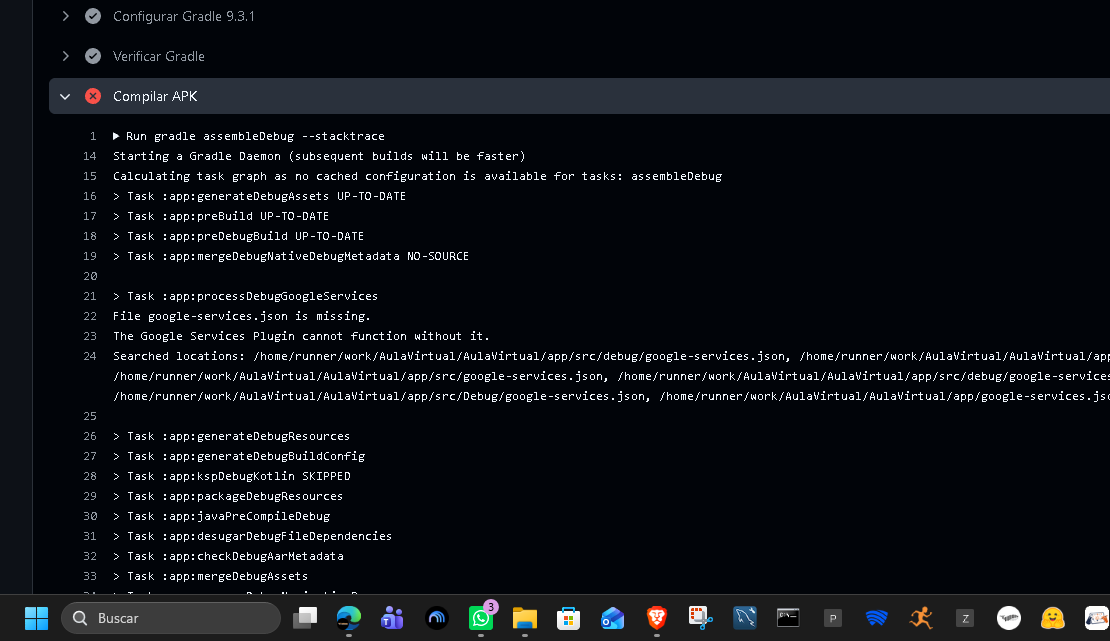 Configurar Gradle 9.3.1
Verificar Gradle
Compilar APK
1 Run gradle assembleDebug --stacktrace
14 Starting a Gradle Daemon (subsequent builds will be faster)
15 Calculating task graph as no cached configuration is available for tasks: assembleDebug
16 > Task :app:generateDebugAssets UP-TO-DATE
17 > Task :app:preBuild UP-TO-DATE
18 > Task :app:preDebugBuild UP-TO-DATE
19 > Task :app:mergeDebugNativeDebugMetadata NO-SOURCE
20
21 > Task :app:processDebugGoogleServices
22 File google-services.json is missing.
23 The Google Services Plugin cannot function without it.
24 Searched locations: /home/runner/work/AulaVirtual/AulaVirtual/app/src/debug/google-services.json, /home/runner/work/AulaVirtual/AulaVirtual/app
/home/runner/work/AulaVirtual/AulaVirtual/app/src/google-services.json, /home/runner/work/AulaVirtual/AulaVirtual/app/src/debug/google-services
/home/runner/work/AulaVirtual/AulaVirtual/app/src/Debug/google-services.json, /home/runner/work/AulaVirtual/AulaVirtual/app/google-services.jso
25
26 > Task :app:generateDebugResources
27 > Task :app:generateDebugBuildConfig
28 > Task :app:kspDebugKotlin SKIPPED
29 > Task :app:packageDebugResources
30 > Task :app:javaPreCompileDebug
31 > Task :app:desugarDebugFileDependencies
32 > Task :app:checkDebugAarMetadata
33 > Task :app:mergeDebugAssets
Buscar
3
P
Z